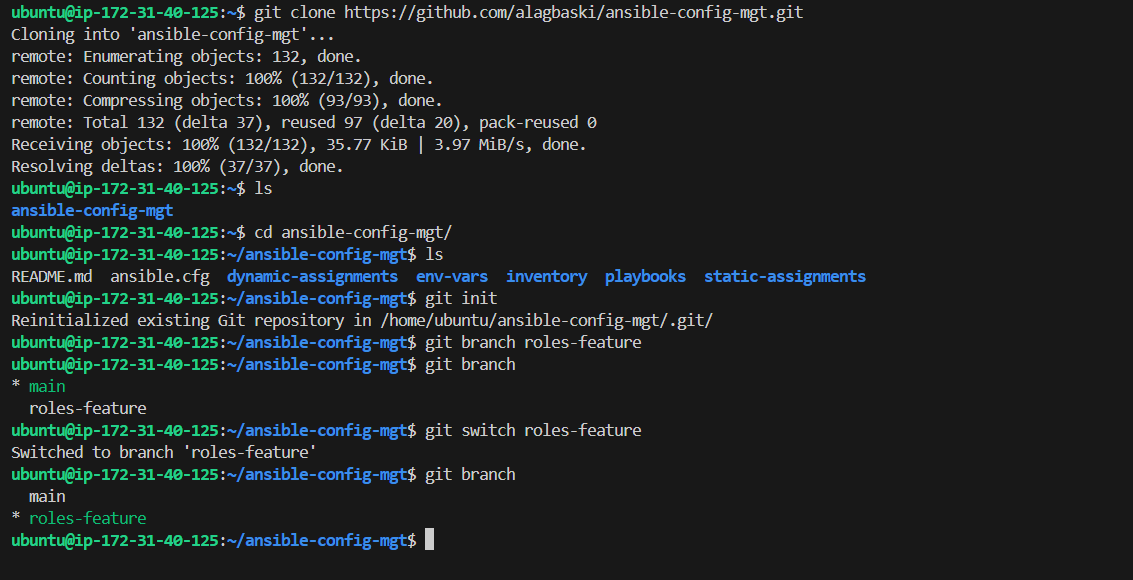 ubuntu@ip-172-31-40-125:~$ git clone https://github.com/alagbaski/ansible-config-mgt.git
Cloning into 'ansible-config-mgt'...
remote: Enumerating objects: 132, done.
remote: Counting objects: 100% (132/132), done.
remote: Compressing objects: 100% (93/93), done.
remote: Total 132 (delta 37), reused 97 (delta 20), pack-reused 0
Receiving objects: 100% (132/132), 35.77 KiB | 3.97 MiB/s, done.
Resolving deltas: 100% (37/37), done.
ubuntu@ip-172-31-40-125:~$ ls
ansible-config-mgt
ubuntu@ip-172-31-40-125:~$ cd ansible-config-mgt/
ubuntu@ip-172-31-40-125:~/ansible-config-mgt$ ls
README.md  ansible.cfg  dynamic-assignments  env-vars  inventory  playbooks  static-assignments
ubuntu@ip-172-31-40-125:~/ansible-config-mgt$ git init
Reinitialized existing Git repository in /home/ubuntu/ansible-config-mgt/.git/
ubuntu@ip-172-31-40-125:~/ansible-config-mgt$ git branch roles-feature
ubuntu@ip-172-31-40-125:~/ansible-config-mgt$ git branch
* main
  roles-feature
ubuntu@ip-172-31-40-125:~/ansible-config-mgt$ git switch roles-feature
Switched to branch 'roles-feature'
ubuntu@ip-172-31-40-125:~/ansible-config-mgt$ git branch
  main
* roles-feature
ubuntu@ip-172-31-40-125:~/ansible-config-mgt$